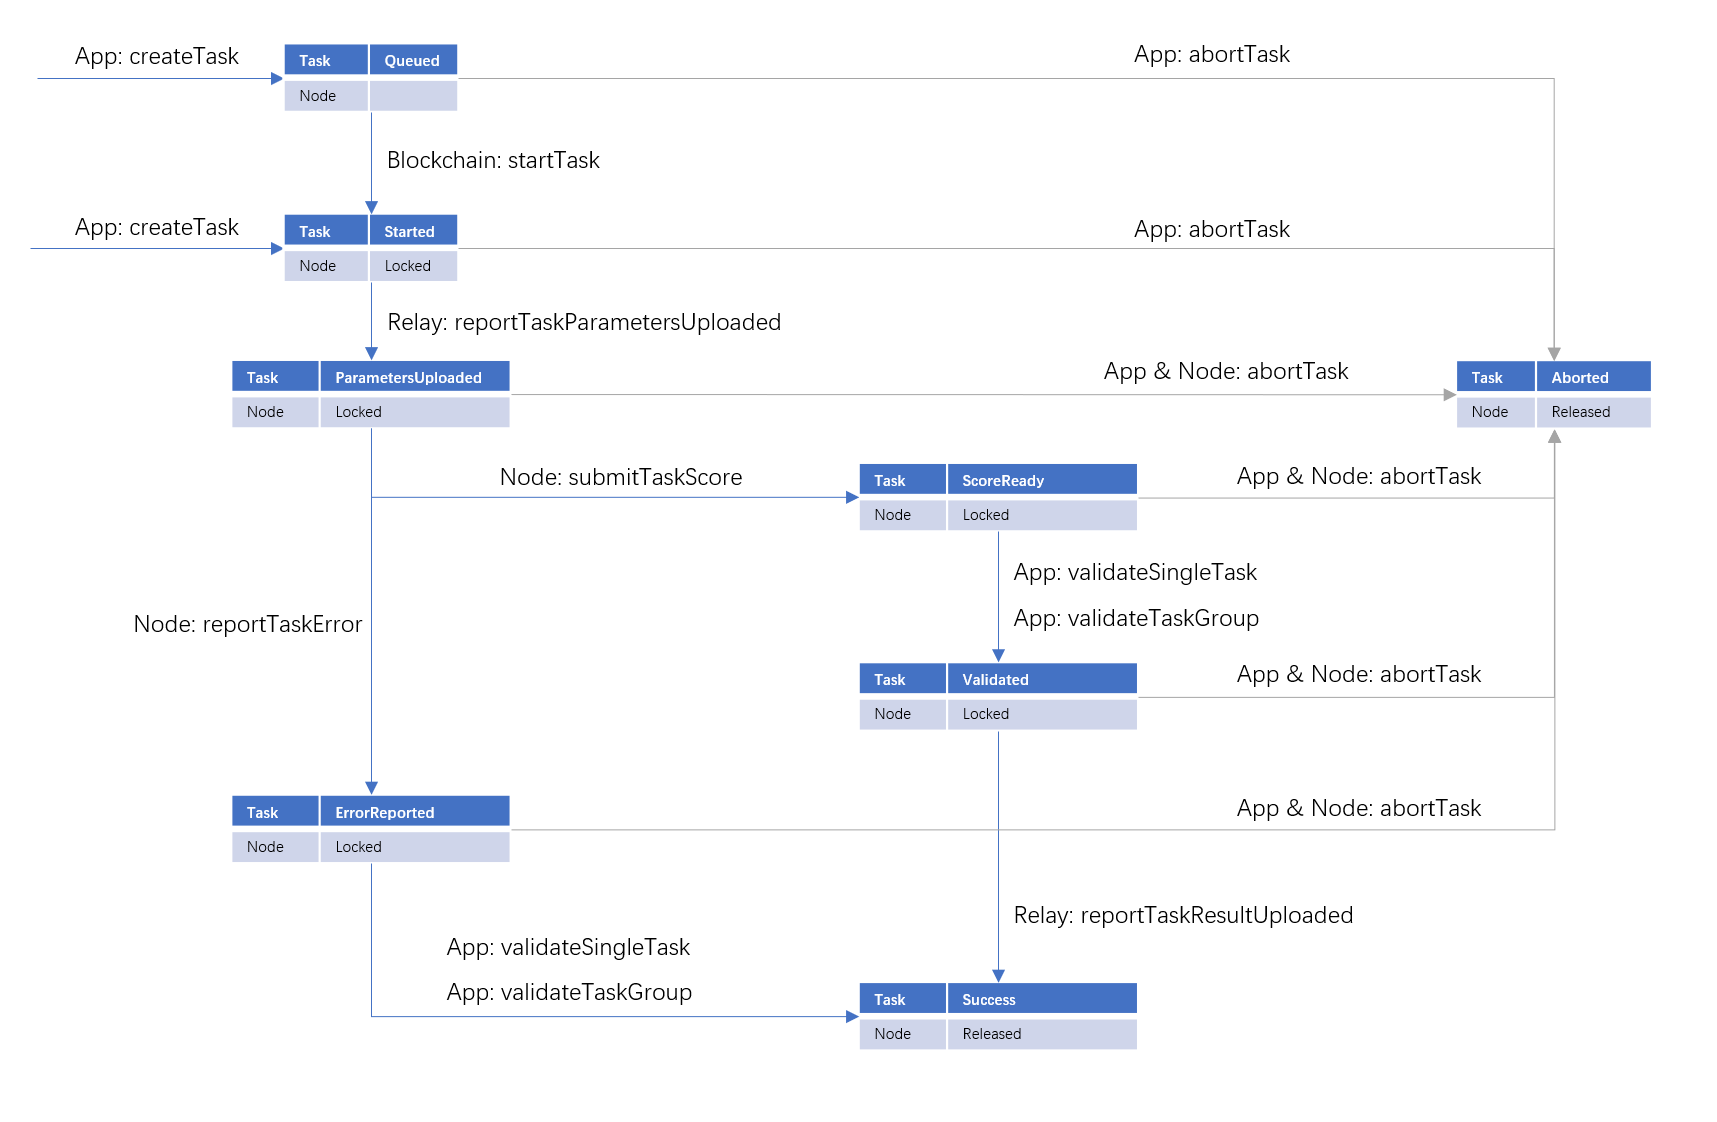 App: createTask
Task Queued
Node
App: abortTask
Blockchain: startTask
App: createTask
Task Started
Node Locked
App: abortTask
Relay: reportTaskParametersUploaded
Task ParametersUploaded
Node Locked
App & Node: abortTask
Task Aborted
Node Released
Node: submitTaskScore
Task ScoreReady
Node Locked
App & Node: abortTask
App: validateSingleTask
App: validateTaskGroup
Node: reportTaskError
Task Validated
Node Locked
App & Node: abortTask
Task ErrorReported
Node Locked
App & Node: abortTask
Relay: reportTaskResultUploaded
App: validateSingleTask
App: validateTaskGroup
Task Success
Node Released